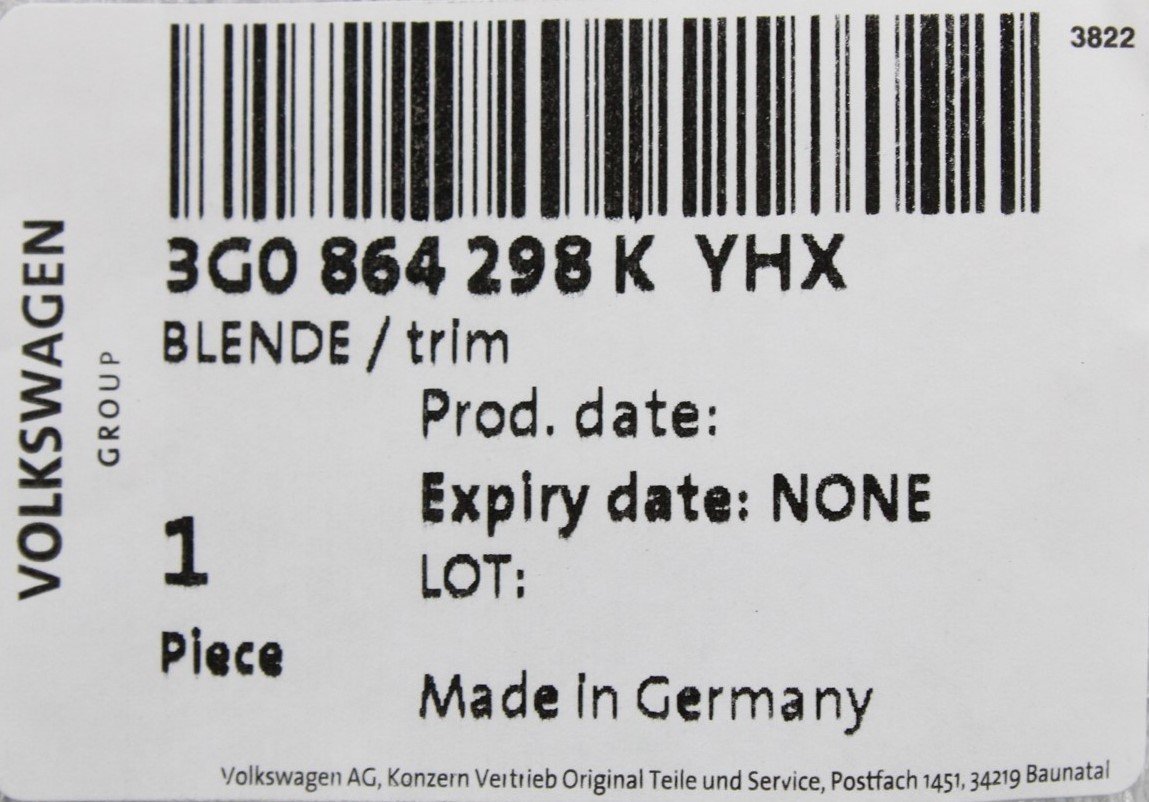 3822
3G0 864 298 K YHX
BLENDE / trim
Prod. date:
Expiry date: NONE
1
LOT:
Piece
Made in Germany
VOLKSWAGEN
GROUP
Volkswagen AG, Konzern Vertrieb Original Teile und Service, Postfach 1451, 34219 Baunatal